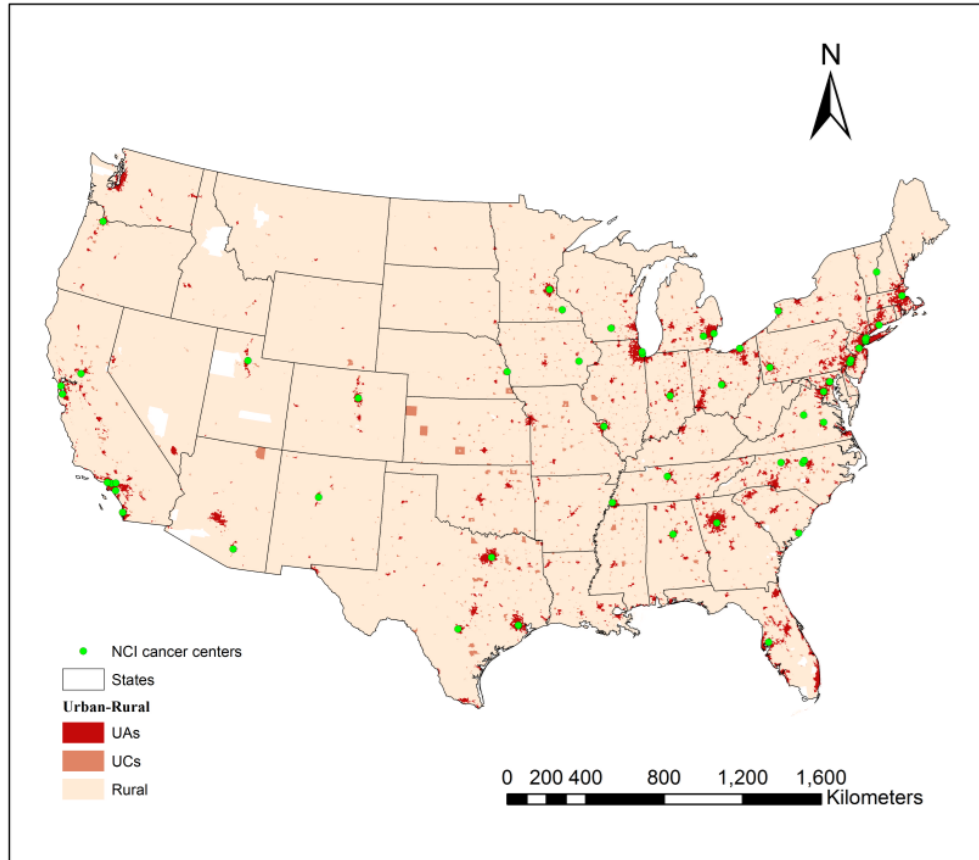 N
NCI cancer centers
States
Urban-Rural
UAs
UCs
Rural
0 200 400 800 1,200 1,600
Kilometers